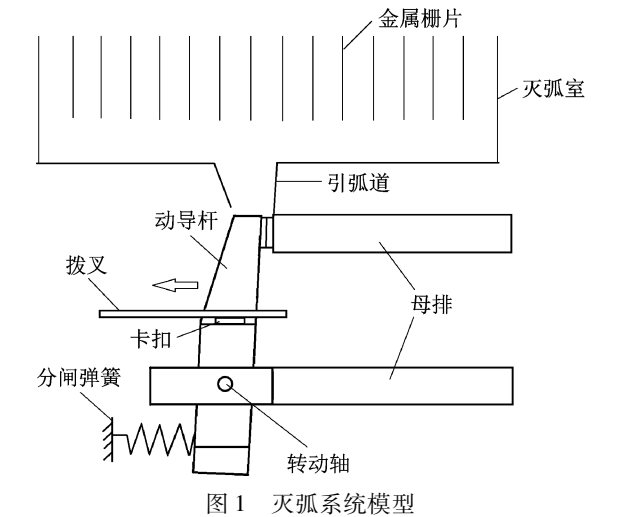 金属栅片
灭弧室
引弧道
动导杆
拨叉
母排
卡扣
分闸弹簧
转动轴
图1 灭弧系统模型